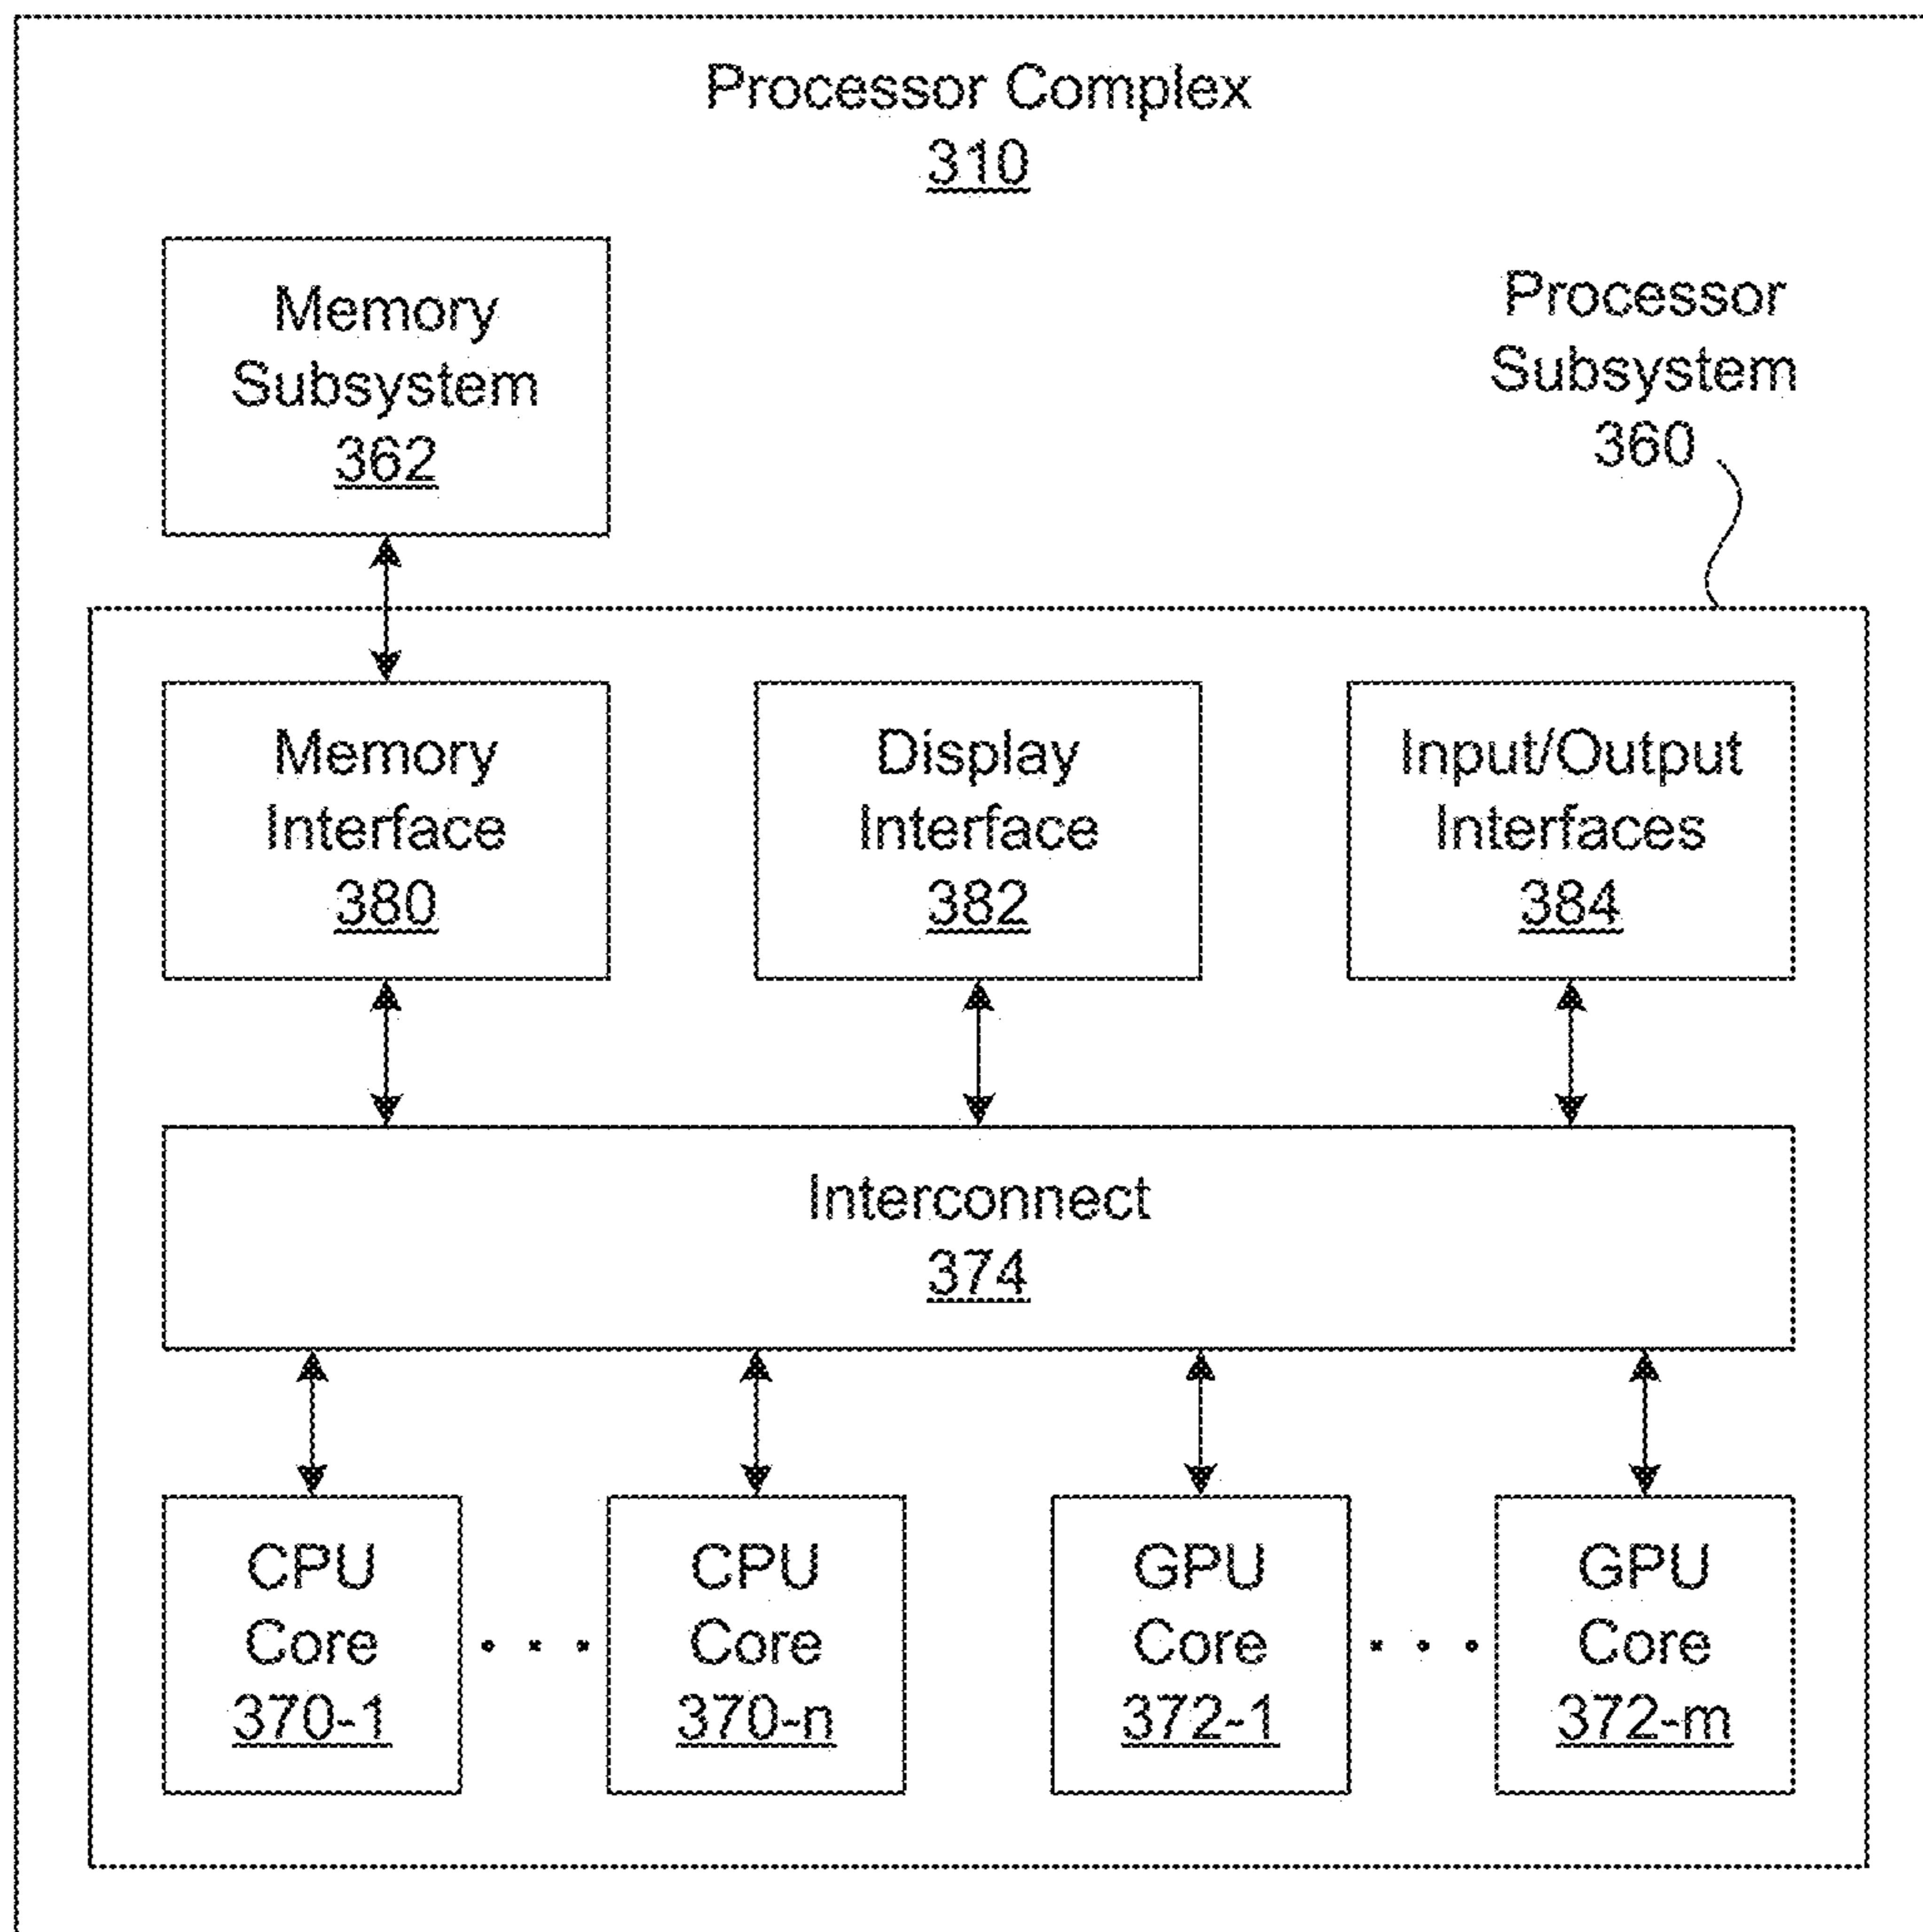 Processor Complex
310
Memory
Subsystem
362
Processor
Subsystem
360
Memory
Interface
380
Display
Interface
382
Input/Output
Interfaces
384
Interconnect
374
CPU
Core
370-1
CPU
Core
370-n
GPU
Core
372-1
GPU
Core
372-m